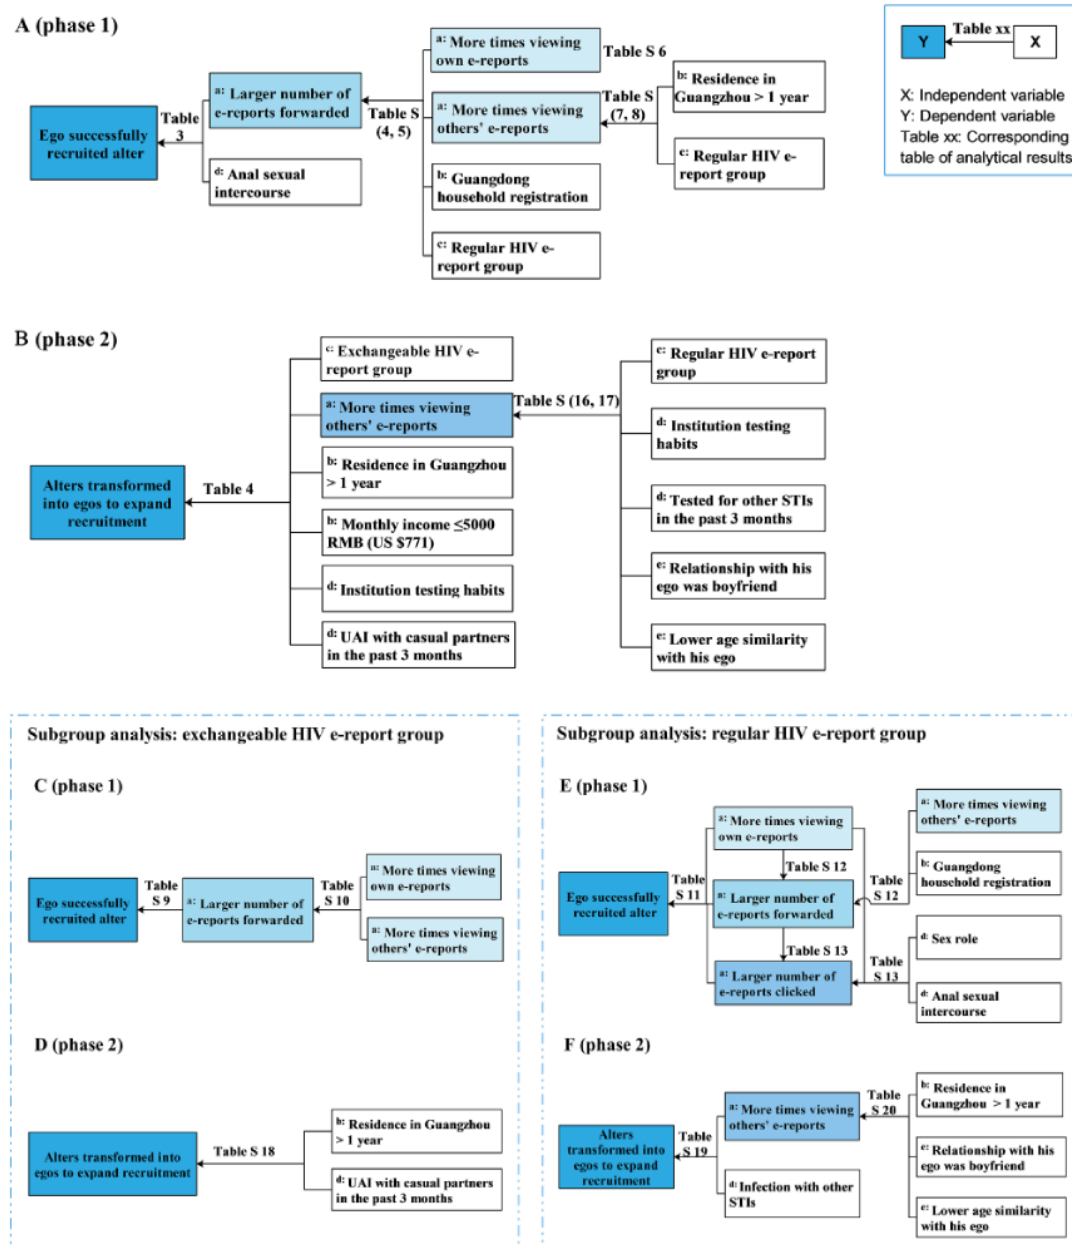 A (phase 1)
a: More times viewing
own e-reports
Table S 6
a: Larger number of
e-reports forwarded
Table S
(4, 5)
a: More times viewing
others' e-reports
Table S
(7, 8)
b: Residence in
Guangzhou > 1 year
Ego successfully
recruited alter
Table
3
d: Anal sexual
intercourse
b: Guangdong
household registration
c: Regular HIV e-
report group
c: Regular HIV e-
report group
Y
Table xx
X
X: Independent variable
Y: Dependent variable
Table xx: Corresponding
table of analytical results
B (phase 2)
c: Exchangeable HIV e-
report group
a: More times viewing
others' e-reports
Table S (16, 17)
b: Residence in Guangzhou
> 1 year
Alters transformed
into egos to expand
recruitment
Table 4
b: Monthly income ≤5000
RMB (US $771)
d: Institution testing habits
d: UAI with casual partners
in the past 3 months
c: Regular HIV e-report
group
d: Institution testing
habits
d: Tested for other STIs
in the past 3 months
e: Relationship with his
ego was boyfriend
e: Lower age similarity
with his ego
Subgroup analysis: exchangeable HIV e-report group
C (phase 1)
Ego successfully
recruited alter
Table
S 9
a: Larger number of
e-reports forwarded
Table
S 10
a: More times viewing
own e-reports
a: More times viewing
others' e-reports
D (phase 2)
Alters transformed into
egos to expand recruitment
Table S 18
b: Residence in Guangzhou
> 1 year
d: UAI with casual partners
in the past 3 months
Subgroup analysis: regular HIV e-report group
E (phase 1)
a: More times viewing
own e-reports
Table S 12
Ego successfully
recruited alter
Table
S 11
a: Larger number of
e-reports forwarded
Table
S 12
a: More times viewing
others' e-reports
b: Guangdong
household registration
Table S 13
a: Larger number of
e-reports clicked
Table
S 13
d: Sex role
d: Anal sexual
intercourse
F (phase 2)
Alters
transformed into
egos to expand
recruitment
Table
S 19
a: More times viewing
others' e-reports
d: Infection with other
STIs
Table
S 20
b: Residence in
Guangzhou > 1 year
e: Relationship with his
ego was boyfriend
e: Lower age similarity
with his ego